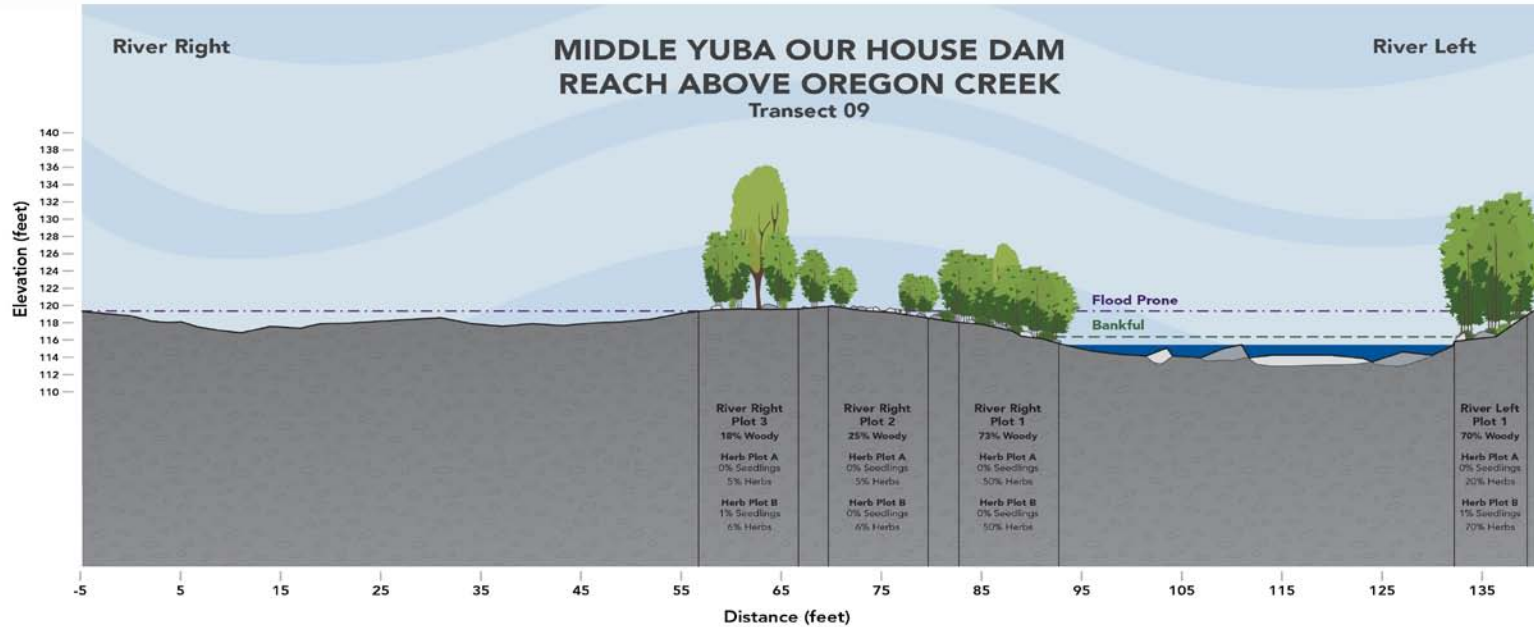 River Right
MIDDLE YUBA OUR HOUSE DAM
REACH ABOVE OREGON CREEK
Transect 09
River Left
Elevation (feet)
140
138
136
134
132
130
128
126
124
122
120
118
116
114
112
110
Flood Prone
Bankful
River Right
Plot 3
18% Woody
Herb Plot A
0% Seedlings
5% Herbs
Herb Plot B
1% Seedlings
6% Herbs
River Right
Plot 2
25% Woody
Herb Plot A
0% Seedlings
5% Herbs
Herb Plot B
0% Seedlings
6% Herbs
River Right
Plot 1
73% Woody
Herb Plot A
0% Seedlings
50% Herbs
Herb Plot B
0% Seedlings
50% Herbs
River Left
Plot 1
70% Woody
Herb Plot A
0% Seedlings
20% Herbs
Herb Plot B
1% Seedlings
70% Herbs
-5 5 15 25 35 45 55 65 75 85 95 105 115 125 135
Distance (feet)